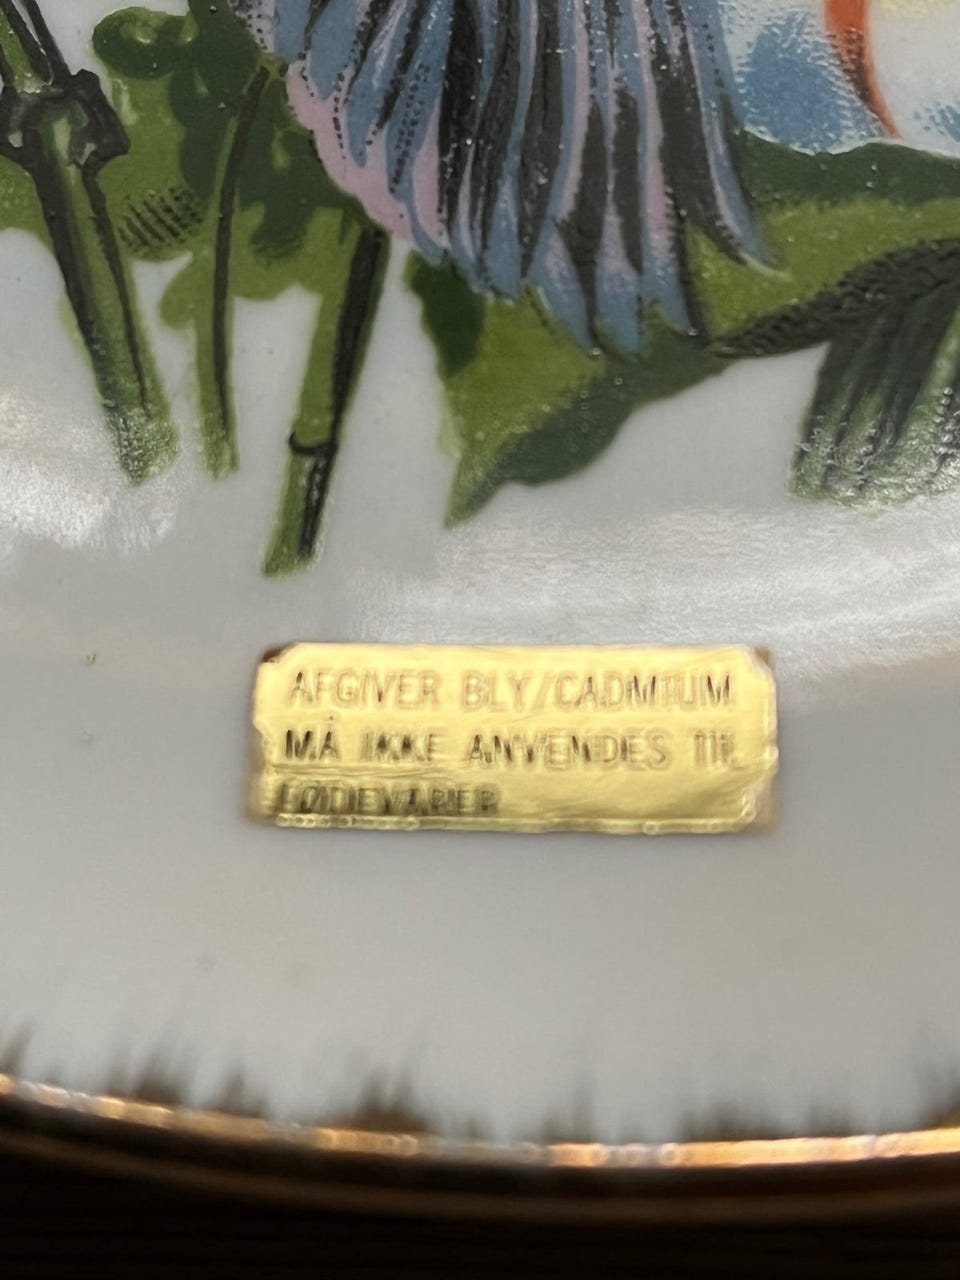 AFGIVER BLY/CADMIUM
MÅ IKKE ANVENDES TIL
FØDEVARER